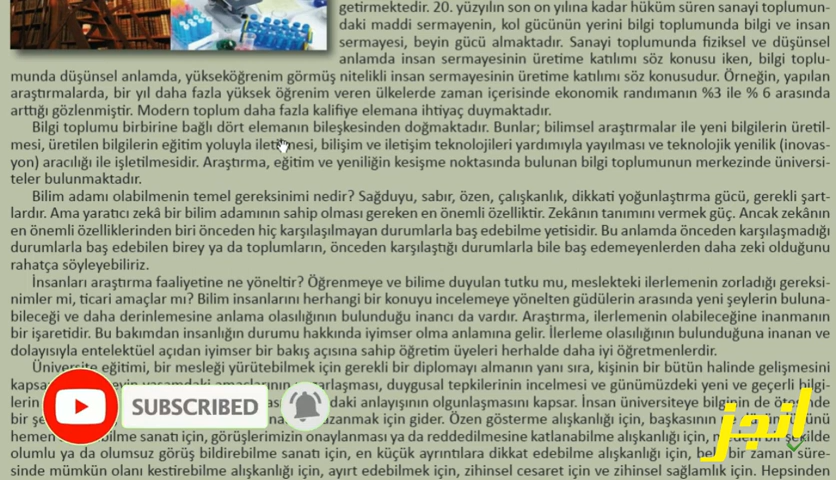 getirmektedir. 20. yüzyılın son on yılına kadar hüküm süren sanayi toplumun-
daki maddi sermayenin, kol gücünün yerini bilgi toplumunda bilgi ve insan
sermayesi, beyin gücü almaktadır. Sanayi toplumunda fiziksel ve düşünsel
anlamda insan sermayesinin üretime katılımı söz konusu iken, bilgi toplu-
munda düşünsel anlamda, yükseköğrenim görmüş nitelikli insan sermayesinin üretime katılımı söz konusudur. Örneğin, yapılan
araştırmalarda, bir yıl daha fazla yüksek öğrenim veren ülkelerde zaman içerisinde ekonomik randımanın %3 ile % 6 arasında
arttığı gözlenmiştir. Modern toplum daha fazla kalifiye elemana ihtiyaç duymaktadır.
Bilgi toplumu birbirine bağlı dört elemanın bileşkesinden doğmaktadır. Bunlar; bilimsel araştırmalar ile yeni bilgilerin üretil-
mesi, üretilen bilgilerin eğitim yoluyla iletilmesi, bilişim ve iletişim teknolojileri yardımıyla yayılması ve teknolojik yenilik (inovas-
yon) aracılığı ile işletilmesidir. Araştırma, eğitim ve yeniliğin kesişme noktasında bulunan bilgi toplumunun merkezinde üniversi-
teler bulunmaktadır.
Bilim adamı olabilmenin temel gereksinimi nedir? Sağduyu, sabır, özen, çalışkanlık, dikkati yoğunlaştırma gücü, gerekli şart-
lardır. Ama yaratıcı zekâ bir bilim adamının sahip olması gereken en önemli özelliktir. Zekânın tanımını vermek güç. Ancak zekânın
en önemli özelliklerinden biri önceden hiç karşılaşılmayan durumlarla baş edebilme yetisidir. Bu anlamda önceden karşılaşmadığı
durumlarla baş edebilen birey ya da toplumların, önceden karşılaştığı durumlarla bile baş edemeyenlerden daha zeki olduğunu
rahatça söyleyebiliriz.
İnsanları araştırma faaliyetine ne yöneltir? Öğrenmeye ve bilime duyulan tutku mu, meslekteki ilerlemenin zorladığı gereksi-
nimler mi, ticari amaçlar mı? Bilim insanlarını herhangi bir konuyu incelemeye yönelten güdülerin arasında yeni şeylerin buluna-
bileceği ve daha derinlemesine anlama olasılığının bulunduğu inancı da vardır. Araştırma, ilerlemenin olabileceğine inanmanın
bir işaretidir. Bu bakımdan insanlığın durumu hakkında iyimser olma anlamına gelir. İlerleme olasılığının bulunduğuna inanan ve
dolayısıyla entelektüel açıdan iyimser bir bakış açısına sahip öğretim üyeleri herhalde daha iyi öğretmenlerdir.
Üniversite eğitimi, bir mesleği yürütebilmek için gerekli bir diplomayı almanın yanı sıra, kişinin bir bütün halinde gelişmesini
yaşamdaki amaçlarının duygusal tepkilerinin incelmesi ve günümüzdeki yeni ve geçerli bilgi-
lerin anlayışının olgunlaşmasını kapsar. İnsan üniversiteye bilginin de
bir kazanmak için gider. Özen gösterme alışkanlığı için, başkasının
hemen sanatı için, görüşlerimizin onaylanması ya da reddedilmesine katlanabilme alışkanlığı için, şekilde
olumlu ya da olumsuz görüş bildirebilme sanatı için, en küçük ayrıntılara dikkat edebilme alışkanlığı için, bir zaman süre-
sinde mümkün olanı kestirebilme alışkanlığı için, ayırt edebilmek için, zihinsel cesaret için ve zihinsel sağlamlık için. Hepsinden
SUBSCRIBED
انجز